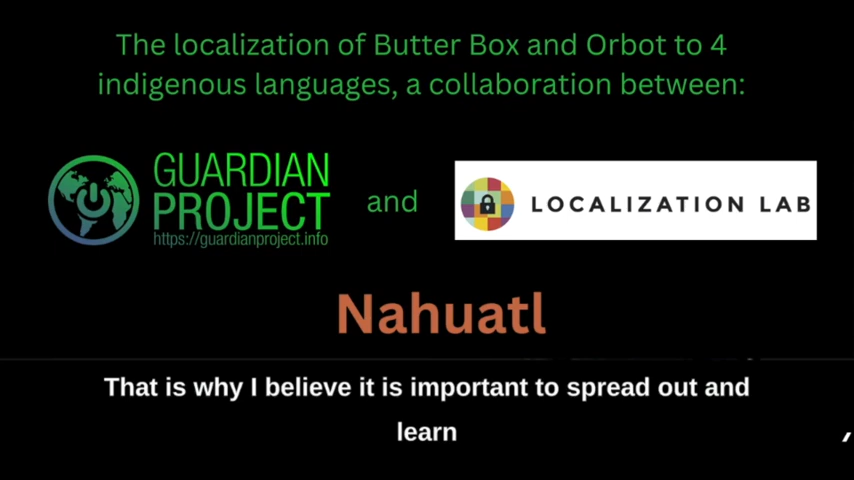 The localization of Butter Box and Orbot to 4
indigenous languages, a collaboration between:
GUARDIAN
PROJECT
https://guardianproject.info
and
LOCALIZATION LAB
Nahuatl
That is why I believe it is important to spread out and
learn
,